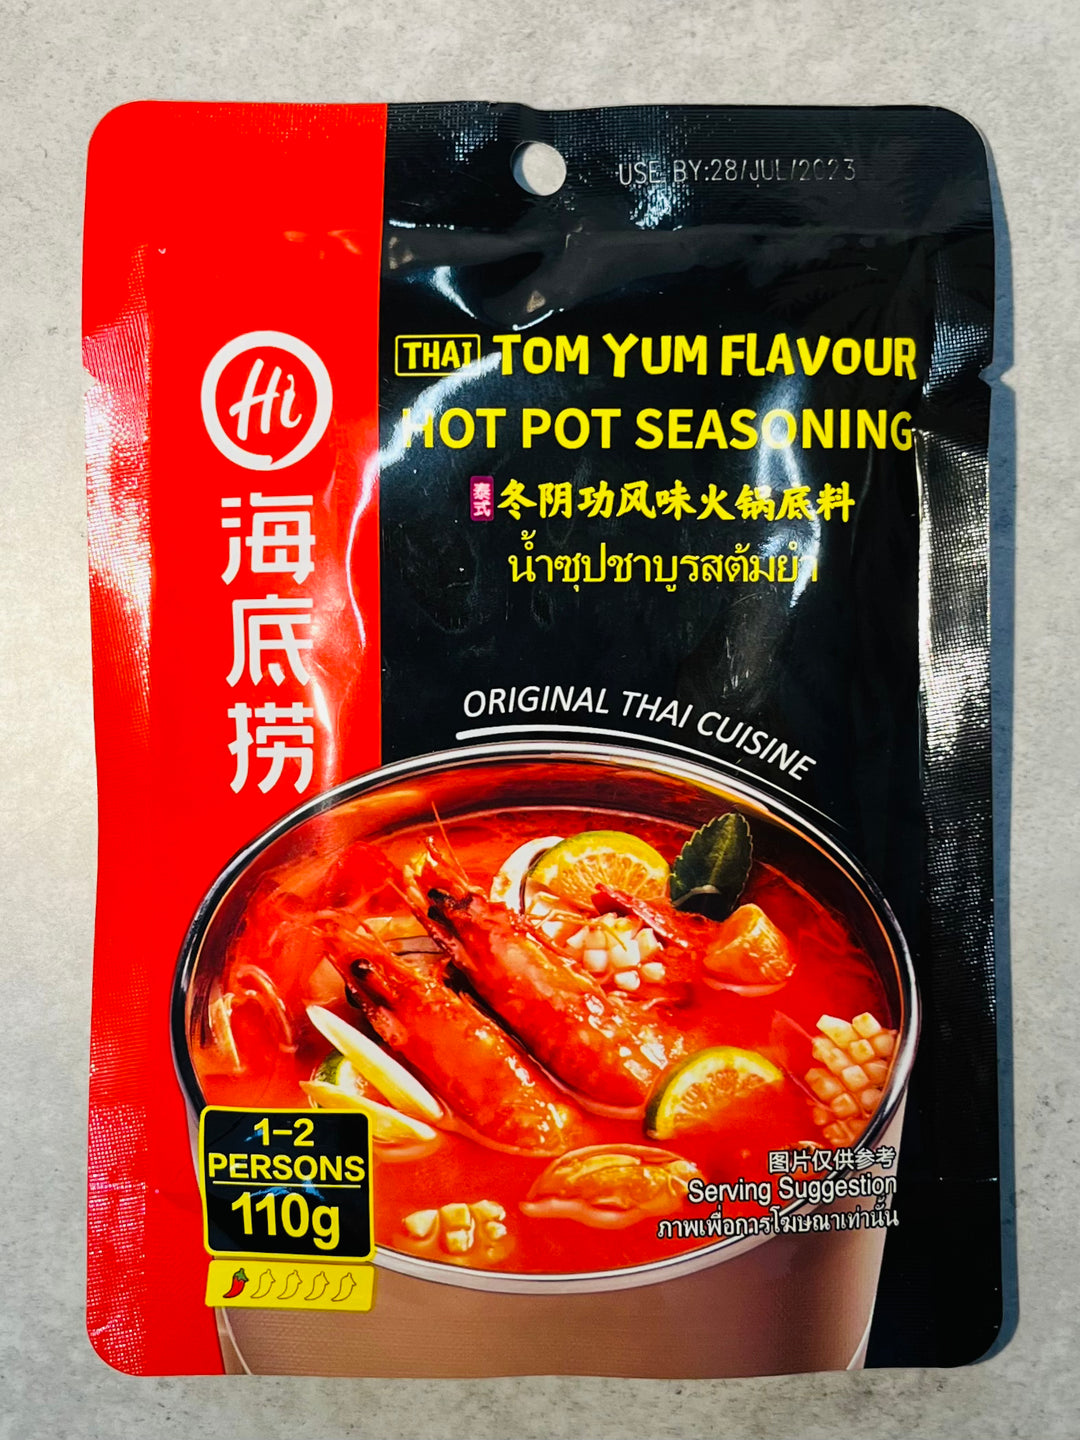 USE BY:28/JUL/2023
Hi
海底捞
THAI TOM YUM FLAVOUR
HOT POT SEASONING
泰式 冬阴功风味火锅底料
น้ำซุปชาบูรสต้มยำ
ORIGINAL THAI CUISINE
1-2
PERSONS
110g
图片仅供参考
Serving Suggestion
ภาพเพื่อการโฆษณาเท่านั้น